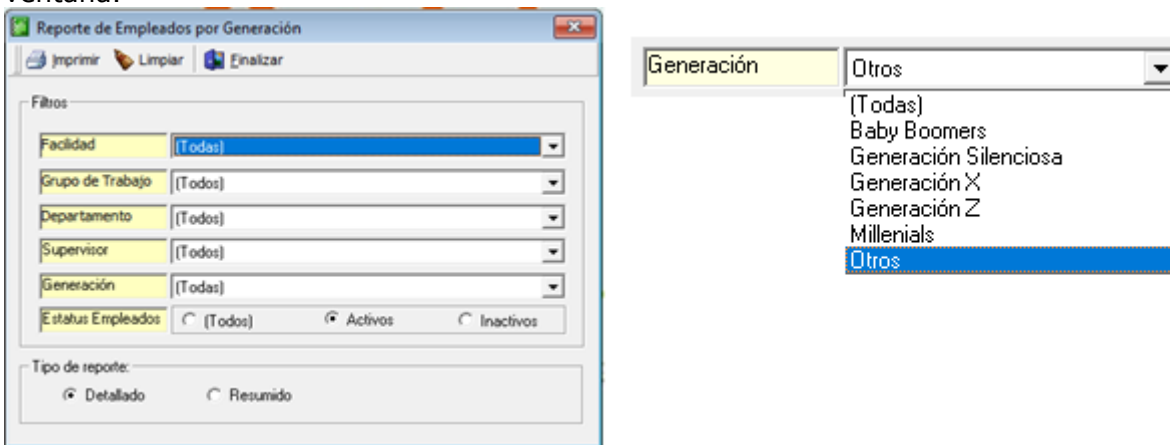 Reporte de Empleados por Generación
Imprimir Limpiar Finalizar
Filtros
Facilidad (Todas)
Grupo de Trabajo (Todos)
Departamento (Todos)
Supervisor (Todos)
Generación (Todas)
Estatus Empleados (Todos) Activos Inactivos
Tipo de reporte:
Detallado Resumido
Generación Otros
(Todas)
Baby Boomers
Generación Silenciosa
Generación X
Generación Z
Millenials
Otros